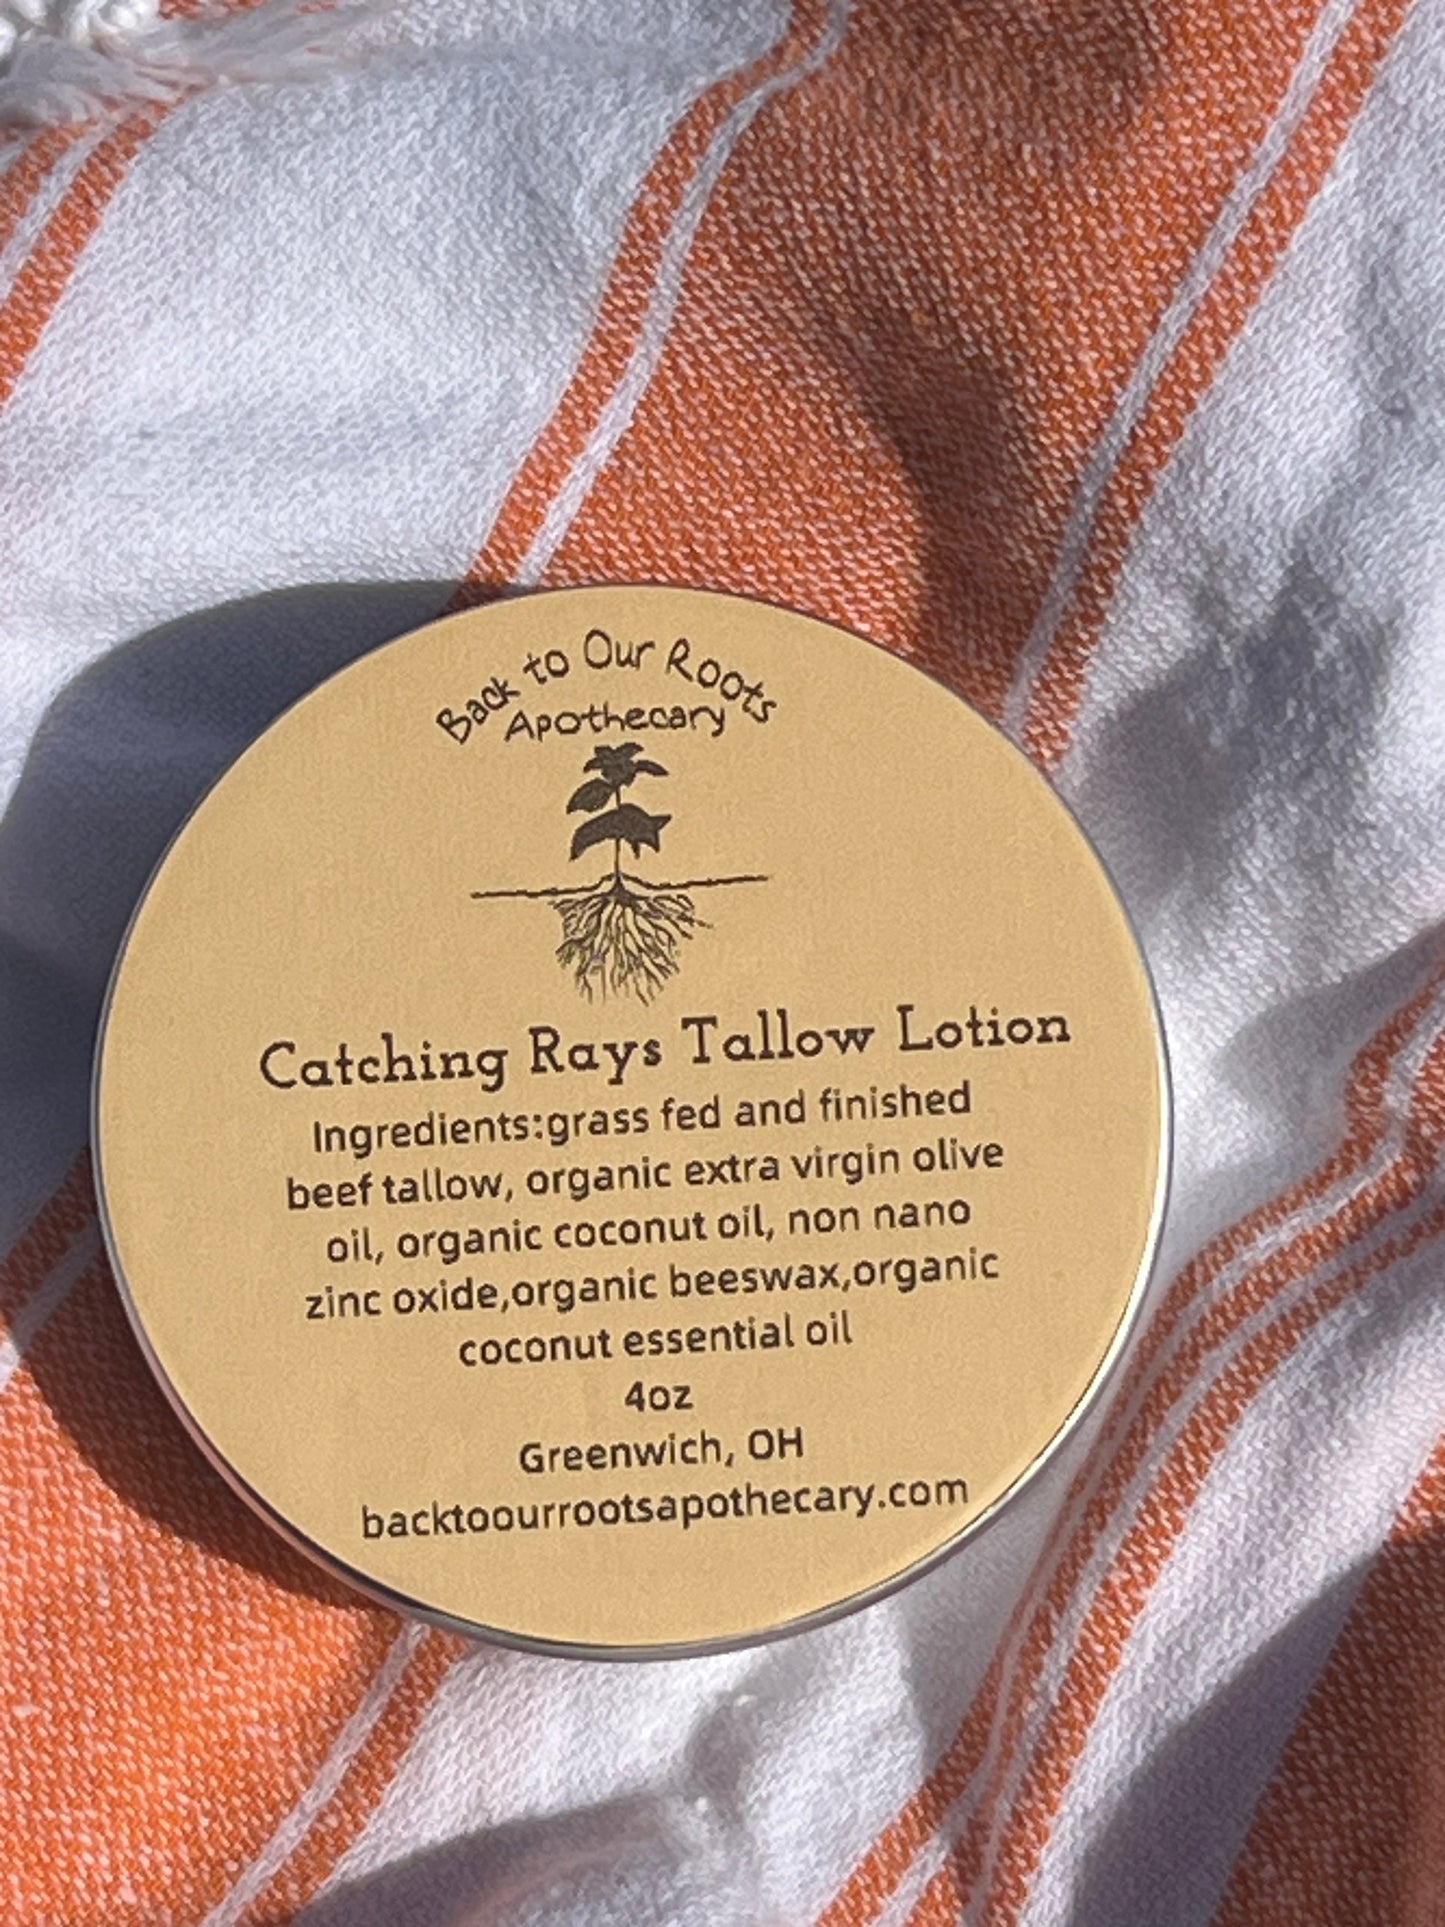 Back to Our Roots
Apothecary
Catching Rays Tallow Lotion
Ingredients:grass fed and finished
beef tallow, organic extra virgin olive
oil, organic coconut oil, non nano
zinc oxide,organic beeswax,organic
coconut essential oil
4oz
Greenwich, OH
backtoourrootsapothecary.com